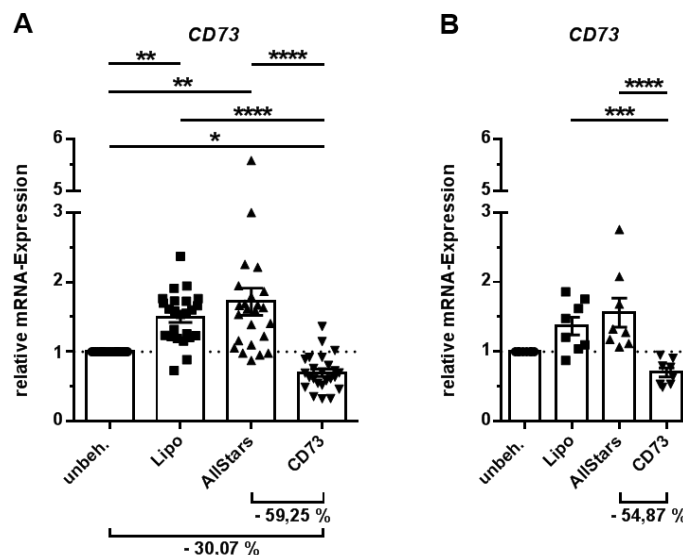 A
CD73
** ****
**
****
*
relative mRNA-Expression
6
5
3
2
1
0
unbeh.
Lipo
AllStars
CD73
- 59,25 %
- 30,07 %
B
CD73
****
***
relative mRNA-Expression
6
5
3
2
1
0
unbeh.
Lipo
AllStars
CD73
- 54,87 %